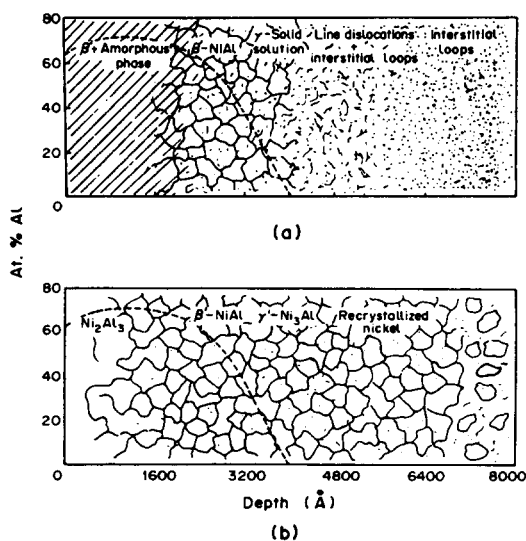 At. % Al
80
60
40
20
0
β + Amorphous phase
β-NiAl
γ-Solid solution)
Line dislocations + interstitial loops
Interstitial loops
(a)
80
60
40
20
0
Ni2Al3
β-NiAl
γ'-Ni3Al
Recrystallized nickel
0 1600 3200 4800 6400 8000
Depth (Å)
(b)